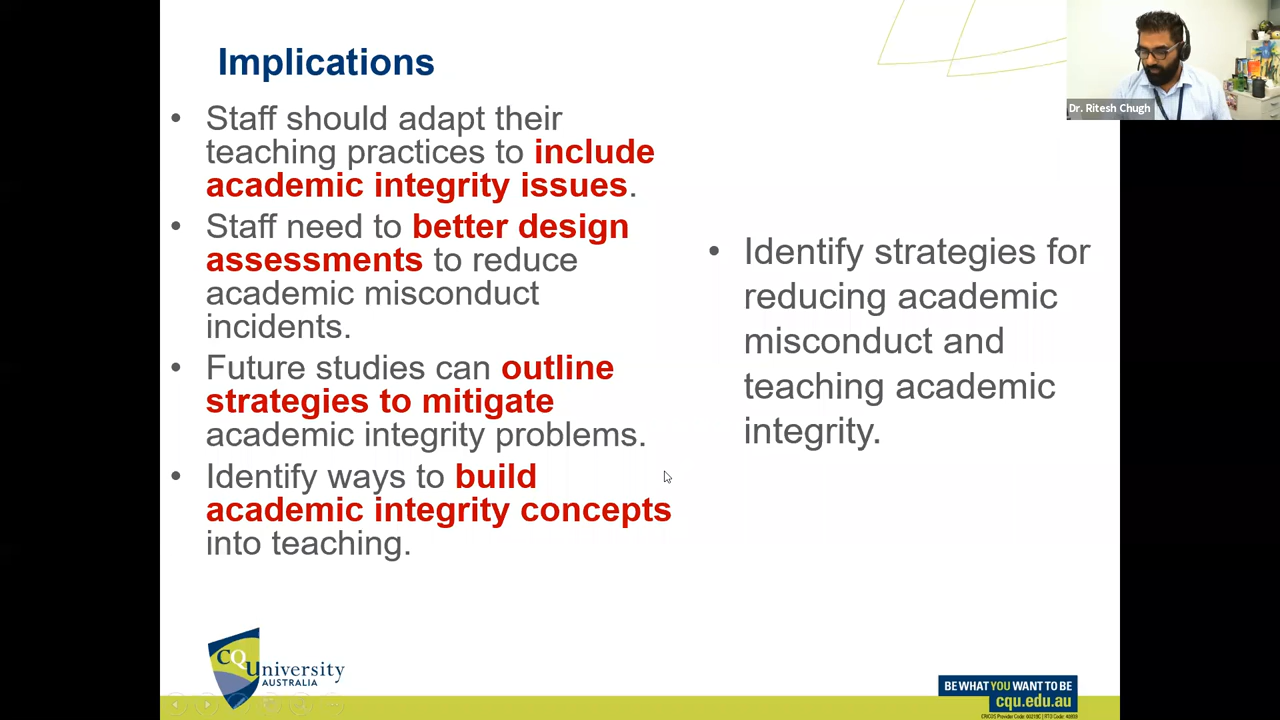 Implications
• Staff should adapt their
teaching practices to include
academic integrity issues.
• Staff need to better design
assessments to reduce
academic misconduct
incidents.
• Future studies can outline
strategies to mitigate
academic integrity problems.
• Identify ways to build
academic integrity concepts
into teaching.
• Identify strategies for
reducing academic
misconduct and
teaching academic
integrity.
Dr. Ritesh Chugh
CQUniversity
AUSTRALIA
BE WHAT YOU WANT TO BE
cqu.edu.au